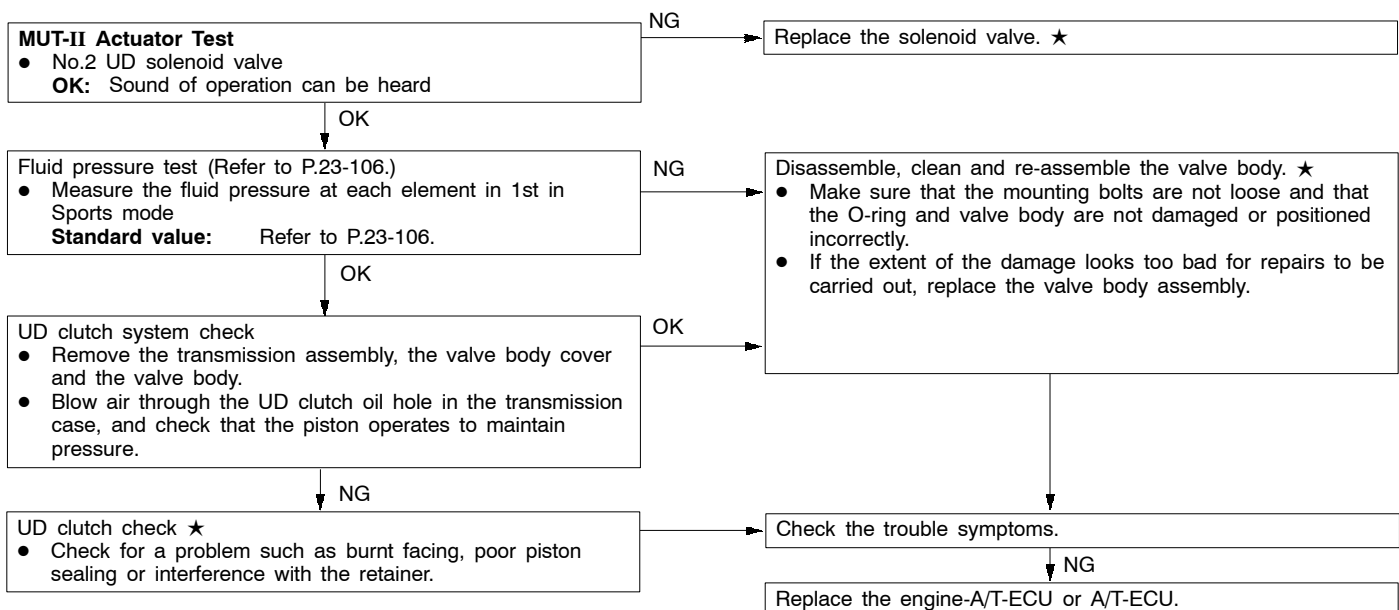 MUT-II Actuator Test
● No.2 UD solenoid valve
OK: Sound of operation can be heard
NG
Replace the solenoid valve. ★
OK
Fluid pressure test (Refer to P.23-106.)
● Measure the fluid pressure at each element in 1st in
Sports mode
Standard value: Refer to P.23-106.
NG
Disassemble, clean and re-assemble the valve body. ★
● Make sure that the mounting bolts are not loose and that
the O-ring and valve body are not damaged or positioned
incorrectly.
● If the extent of the damage looks too bad for repairs to be
carried out, replace the valve body assembly.
OK
UD clutch system check
● Remove the transmission assembly, the valve body cover
and the valve body.
● Blow air through the UD clutch oil hole in the transmission
case, and check that the piston operates to maintain
pressure.
OK
NG
UD clutch check ★
● Check for a problem such as burnt facing, poor piston
sealing or interference with the retainer.
Check the trouble symptoms.
NG
Replace the engine-A/T-ECU or A/T-ECU.